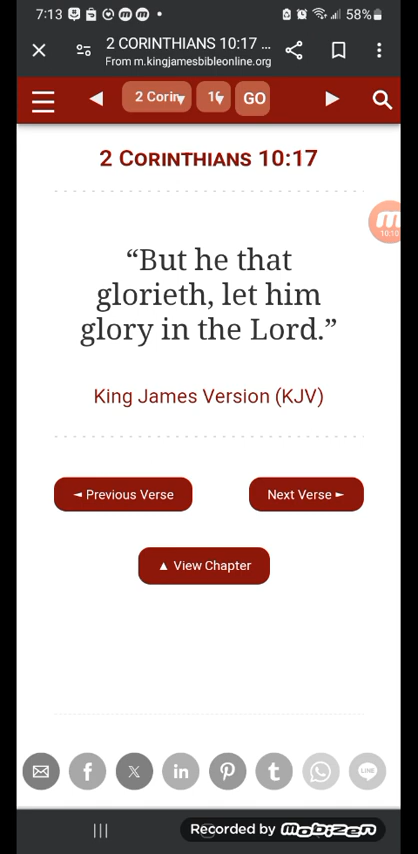 7:13
58%
2 CORINTHIANS 10:17 ...
From m.kingjamesbibleonline.org
2 Corin
GO
2 CORINTHIANS 10:17
10:10
“But he that
glorieth, let him
glory in the Lord.”
King James Version (KJV)
◄ Previous Verse
Next Verse ►
▲ View Chapter
LINE
Recorded by mobizen